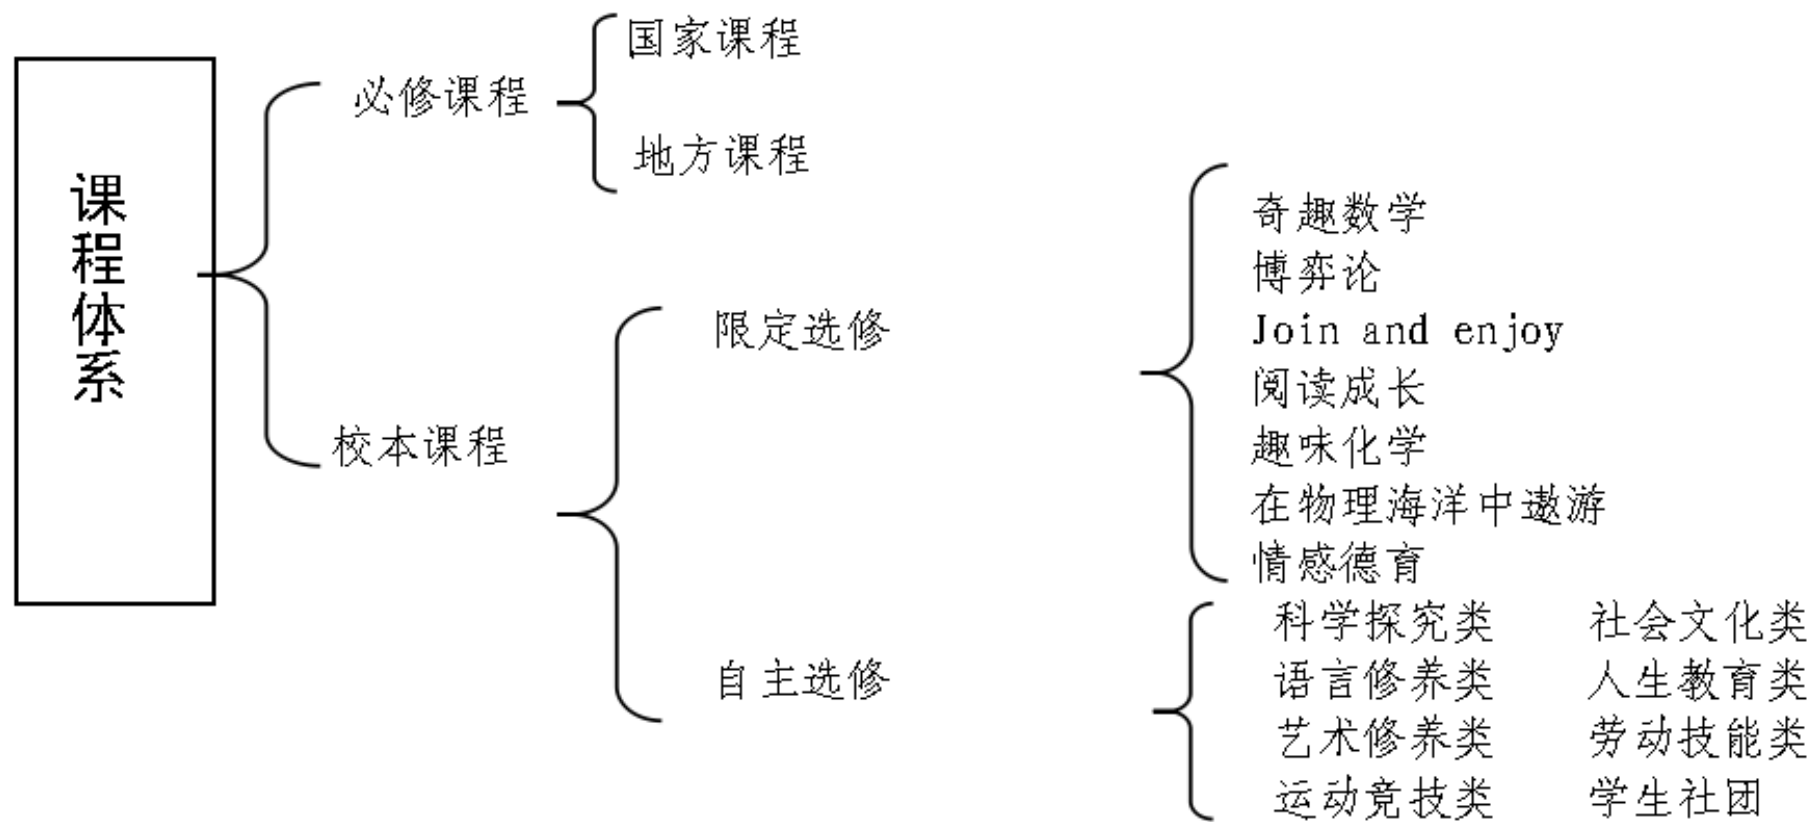 课程体系
必修课程
国家课程
地方课程
校本课程
限定选修
奇趣数学
博弈论
Join and enjoy
阅读成长
趣味化学
在物理海洋中遨游
情感德育
自主选修
科学探究类 社会文化类
语言修养类 人生教育类
艺术修养类 劳动技能类
运动竞技类 学生社团